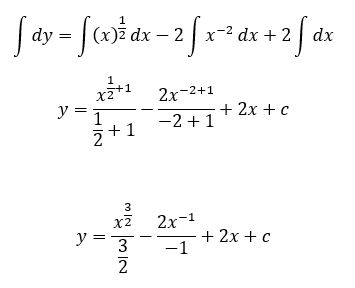 ∫ dy = ∫(x)^(1/2) dx − 2 ∫ x^(−2) dx + 2 ∫ dx
y = x^(1/2+1)/(1/2+1) − 2x^(−2+1)/(−2+1) + 2x + c
y = x^(3/2)/(3/2) − 2x^(−1)/(−1) + 2x + c